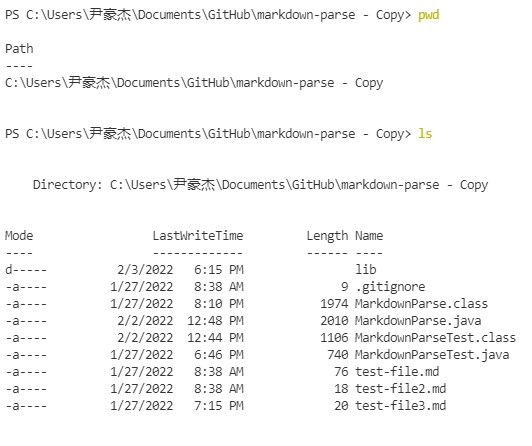 PS C:\Users\尹豪杰\Documents\GitHub\markdown-parse - Copy> pwd
Path
----
C:\Users\尹豪杰\Documents\GitHub\markdown-parse - Copy
PS C:\Users\尹豪杰\Documents\GitHub\markdown-parse - Copy> ls
Directory: C:\Users\尹豪杰\Documents\GitHub\markdown-parse - Copy
Mode LastWriteTime Length Name
---- ------------- ------ ----
d----- 2/3/2022 6:15 PM lib
-a---- 1/27/2022 8:38 AM 9 .gitignore
-a---- 1/27/2022 8:10 PM 1974 MarkdownParse.class
-a---- 2/2/2022 12:48 PM 2010 MarkdownParse.java
-a---- 2/2/2022 12:44 PM 1106 MarkdownParseTest.class
-a---- 1/27/2022 6:46 PM 740 MarkdownParseTest.java
-a---- 1/27/2022 8:38 AM 76 test-file.md
-a---- 1/27/2022 8:38 AM 18 test-file2.md
-a---- 1/27/2022 7:15 PM 20 test-file3.md